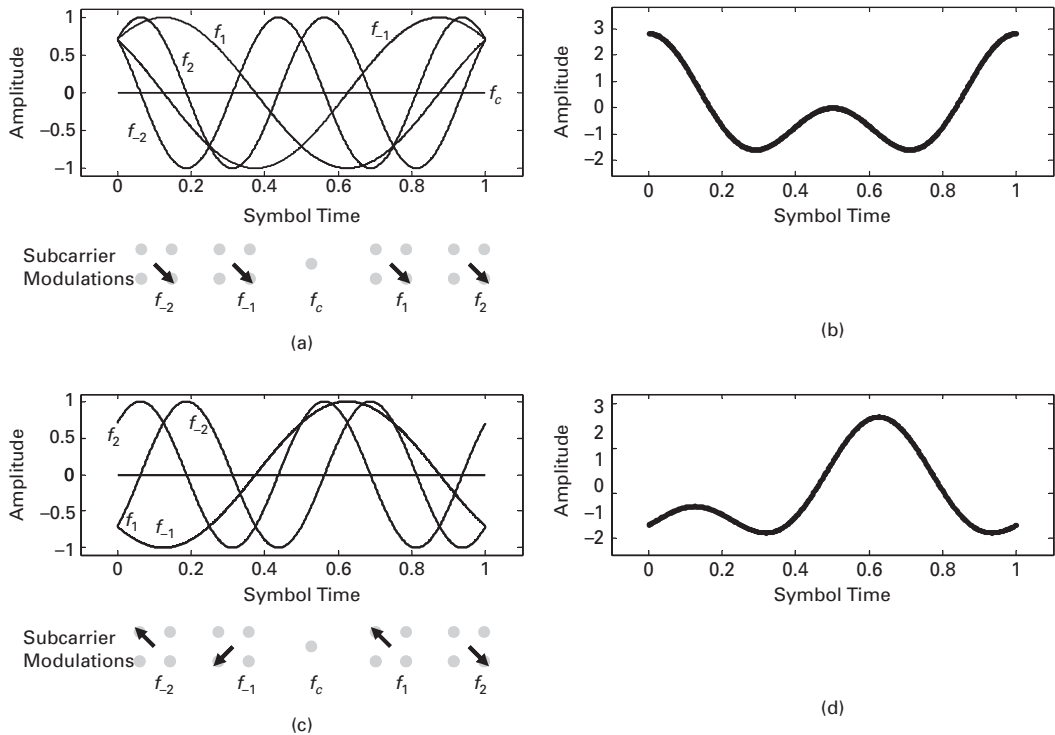 1
0.5
0
–0.5
–1
Amplitude
f1
f–1
f2
f–2
fc
0 0.2 0.4 0.6 0.8 1
Symbol Time
Subcarrier
Modulations
f–2 f–1 fc f1 f2
(a)
3
2
1
0
–1
–2
Amplitude
0 0.2 0.4 0.6 0.8 1
Symbol Time
(b)
1
0.5
0
–0.5
–1
Amplitude
f2
f–2
f1
f–1
0 0.2 0.4 0.6 0.8 1
Symbol Time
Subcarrier
Modulations
f–2 f–1 fc f1 f2
(c)
3
2
1
0
–1
–2
Amplitude
0 0.2 0.4 0.6 0.8 1
Symbol Time
(d)